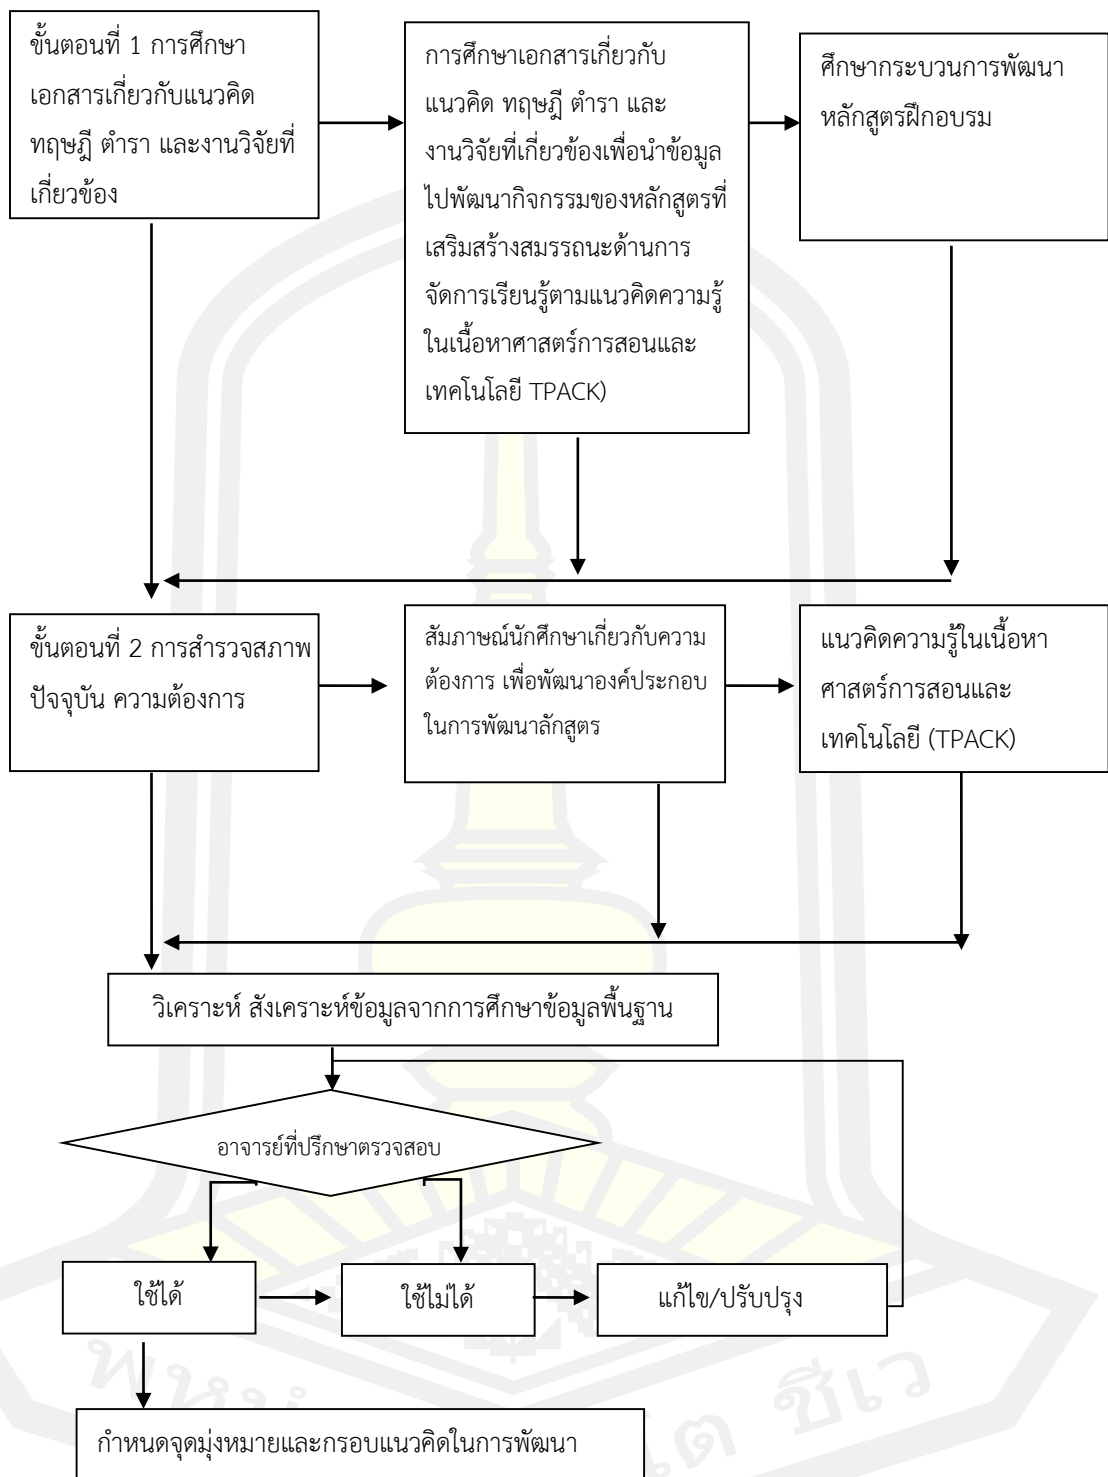 ขั้นตอนที่ 1 การศึกษา
เอกสารเกี่ยวกับแนวคิด
ทฤษฎี ตำรา และงานวิจัยที่
เกี่ยวข้อง
การศึกษาเอกสารเกี่ยวกับ
แนวคิด ทฤษฎี ตำรา และ
งานวิจัยที่เกี่ยวข้องเพื่อนำข้อมูล
ไปพัฒนากิจกรรมของหลักสูตรที่
เสริมสร้างสมรรถนะด้านการ
จัดการเรียนรู้ตามแนวคิดความรู้
ในเนื้อหาศาสตร์การสอนและ
เทคโนโลยี TPACK)
ศึกษากระบวนการพัฒนา
หลักสูตรฝึกอบรม
ขั้นตอนที่ 2 การสำรวจสภาพ
ปัจจุบัน ความต้องการ
สัมภาษณ์นักศึกษาเกี่ยวกับความ
ต้องการ เพื่อพัฒนาองค์ประกอบ
ในการพัฒนาลักสูตร
แนวคิดความรู้ในเนื้อหา
ศาสตร์การสอนและ
เทคโนโลยี (TPACK)
วิเคราะห์ สังเคราะห์ข้อมูลจากการศึกษาข้อมูลพื้นฐาน
อาจารย์ที่ปรึกษาตรวจสอบ
ใช้ได้
ใช้ไม่ได้
แก้ไข/ปรับปรุง
กำหนดจุดมุ่งหมายและกรอบแนวคิดในการพัฒนา
ชีเว